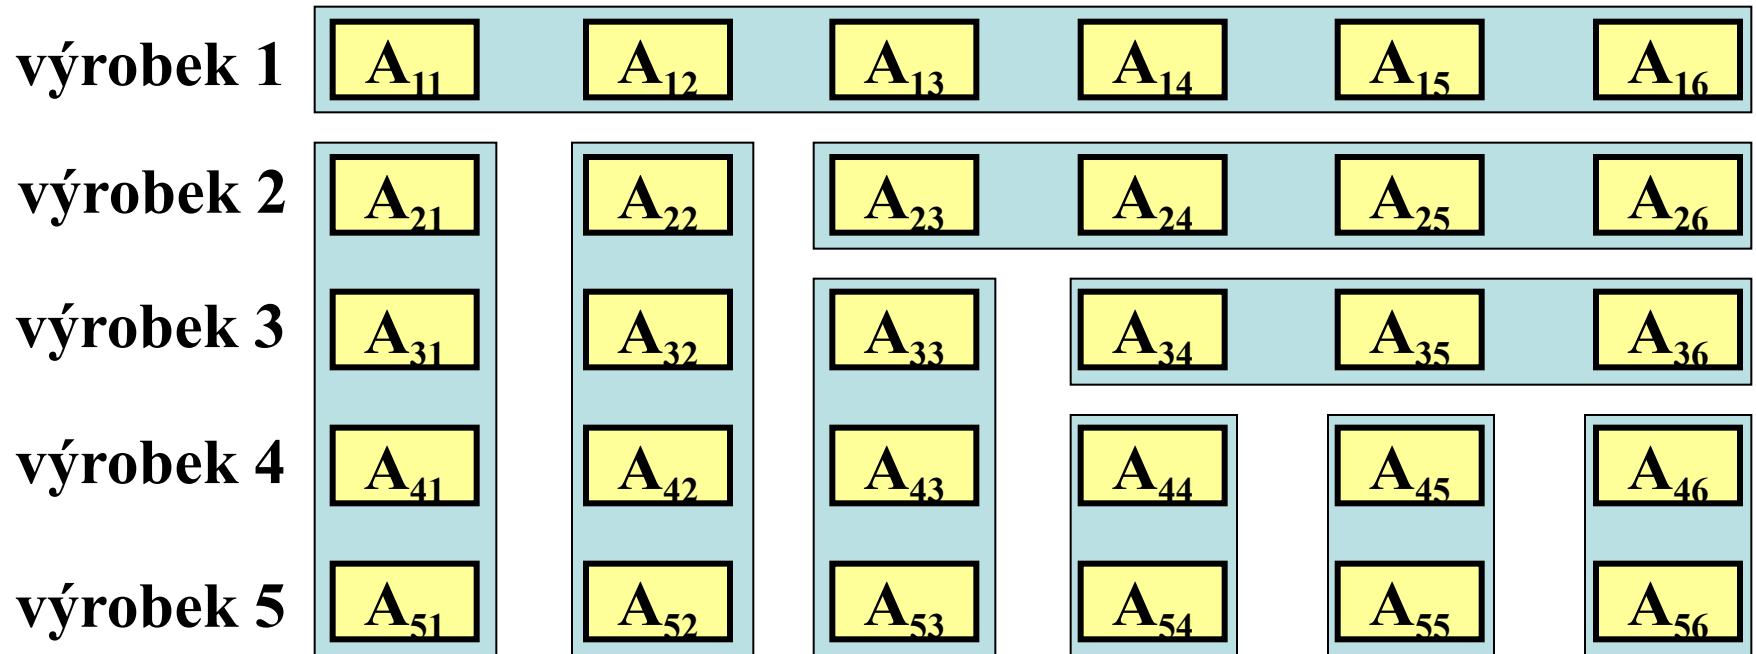 výrobek 1 A₁₁ A₁₂ A₁₃ A₁₄ A₁₅ A₁₆
výrobek 2 A₂₁ A₂₂ A₂₃ A₂₄ A₂₅ A₂₆
výrobek 3 A₃₁ A₃₂ A₃₃ A₃₄ A₃₅ A₃₆
výrobek 4 A₄₁ A₄₂ A₄₃ A₄₄ A₄₅ A₄₆
výrobek 5 A₅₁ A₅₂ A₅₃ A₅₄ A₅₅ A₅₆